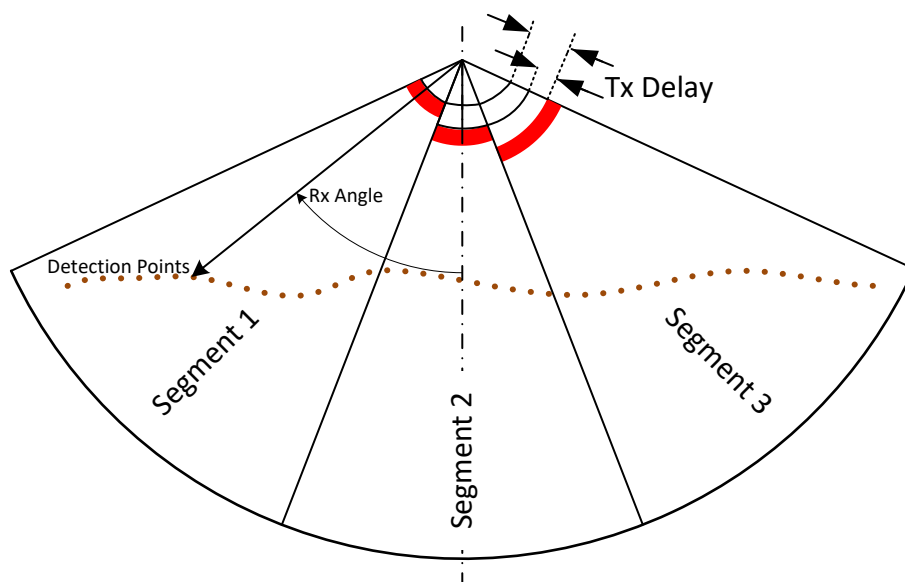 Tx Delay
Rx Angle
Detection Points
Segment 1
Segment 2
Segment 3